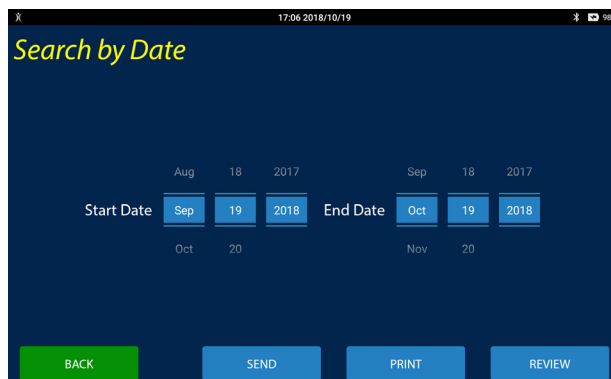 17:06 2018/10/19 98
Search by Date
Aug 18 2017 Sep 18 2017
Start Date Sep 19 2018 End Date Oct 19 2018
Oct 20 Nov 20
BACK SEND PRINT REVIEW